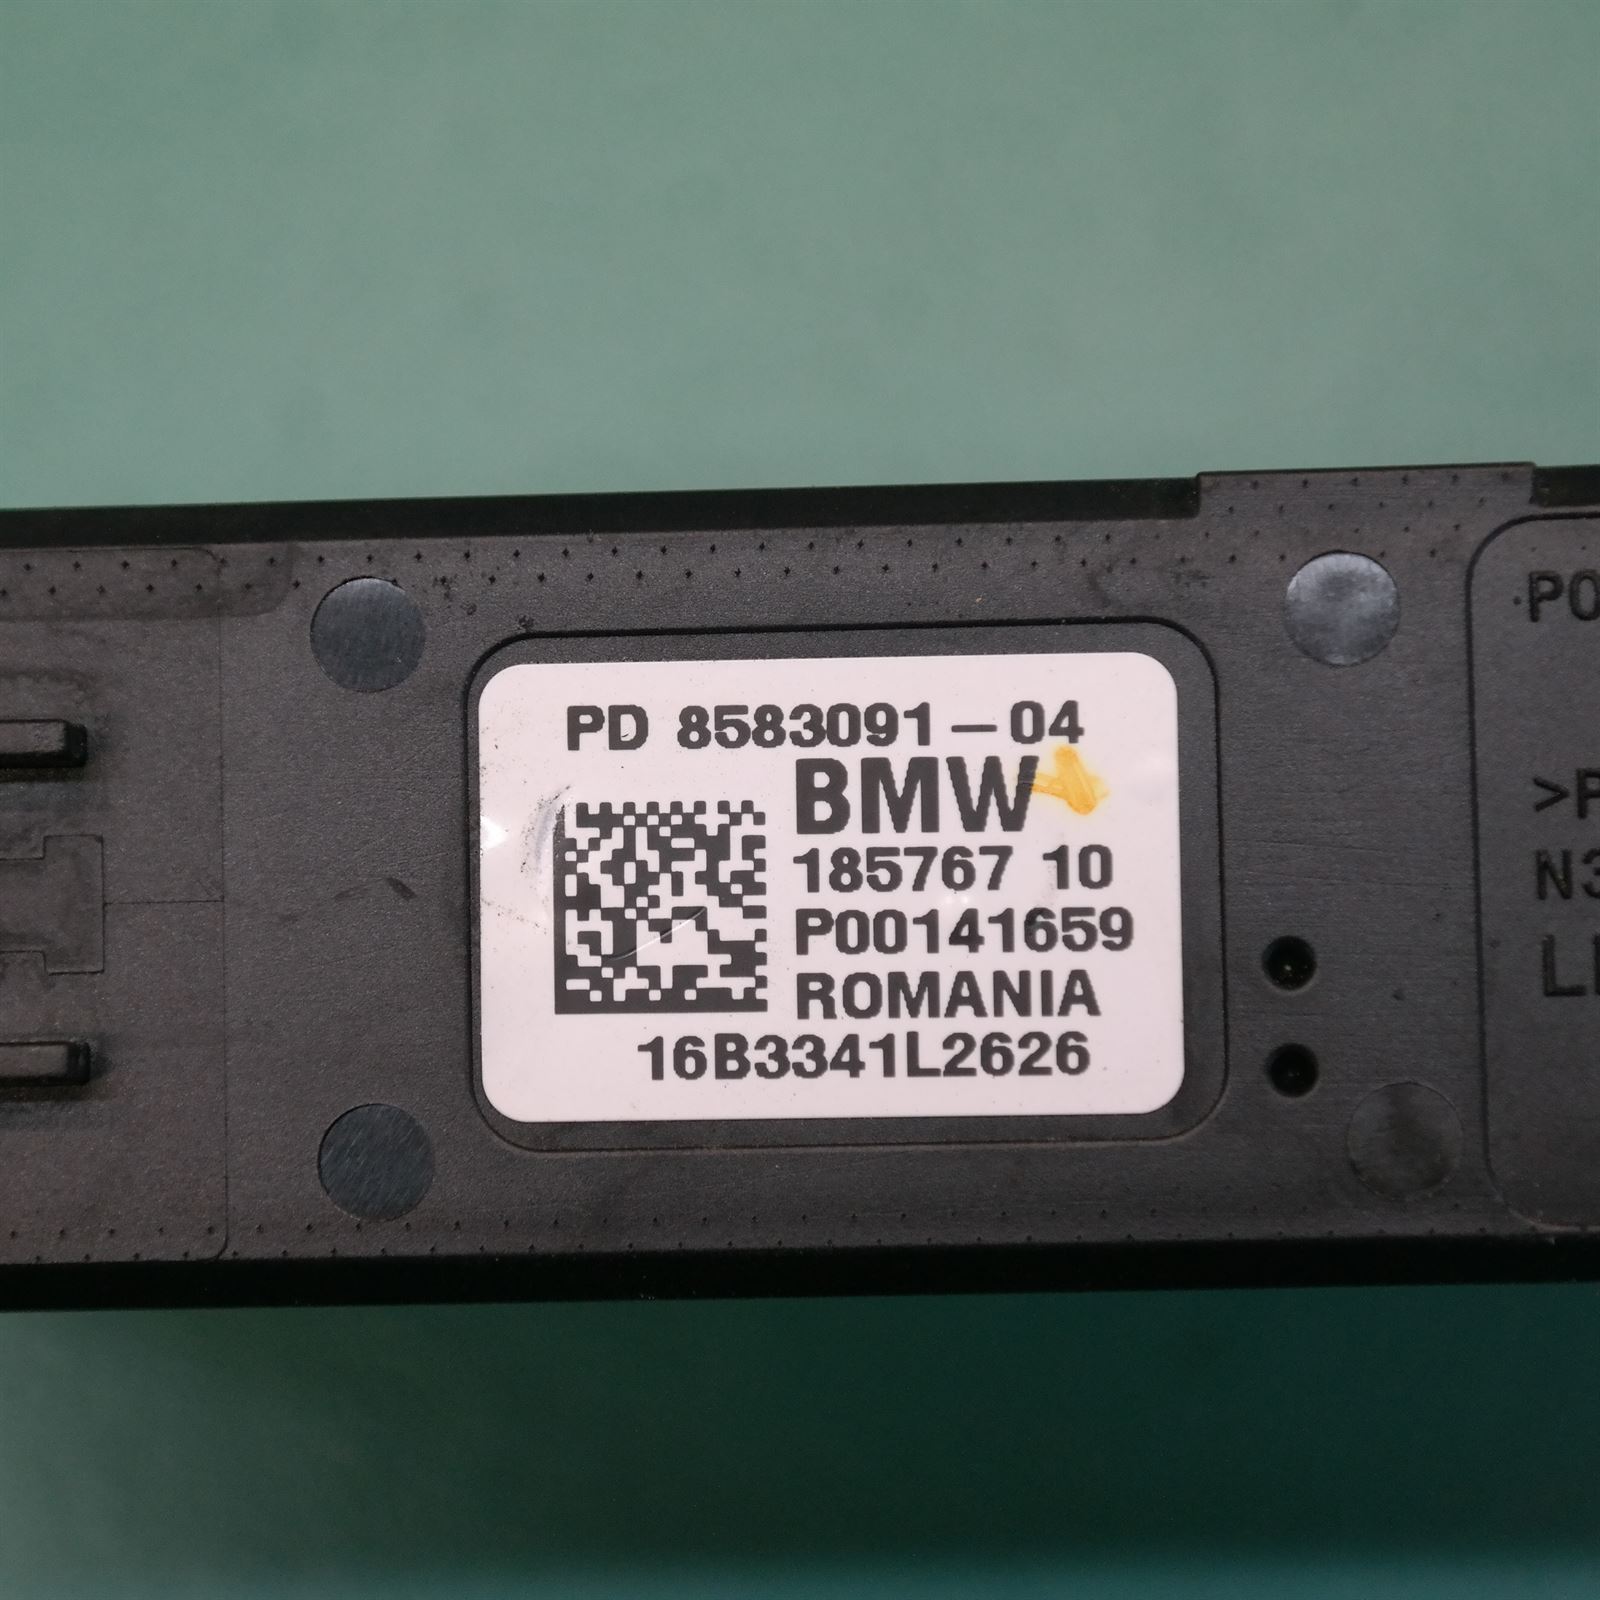 PD 8583091-04
BMW
185767 10
P00141659
ROMANIA
16B3341L2626